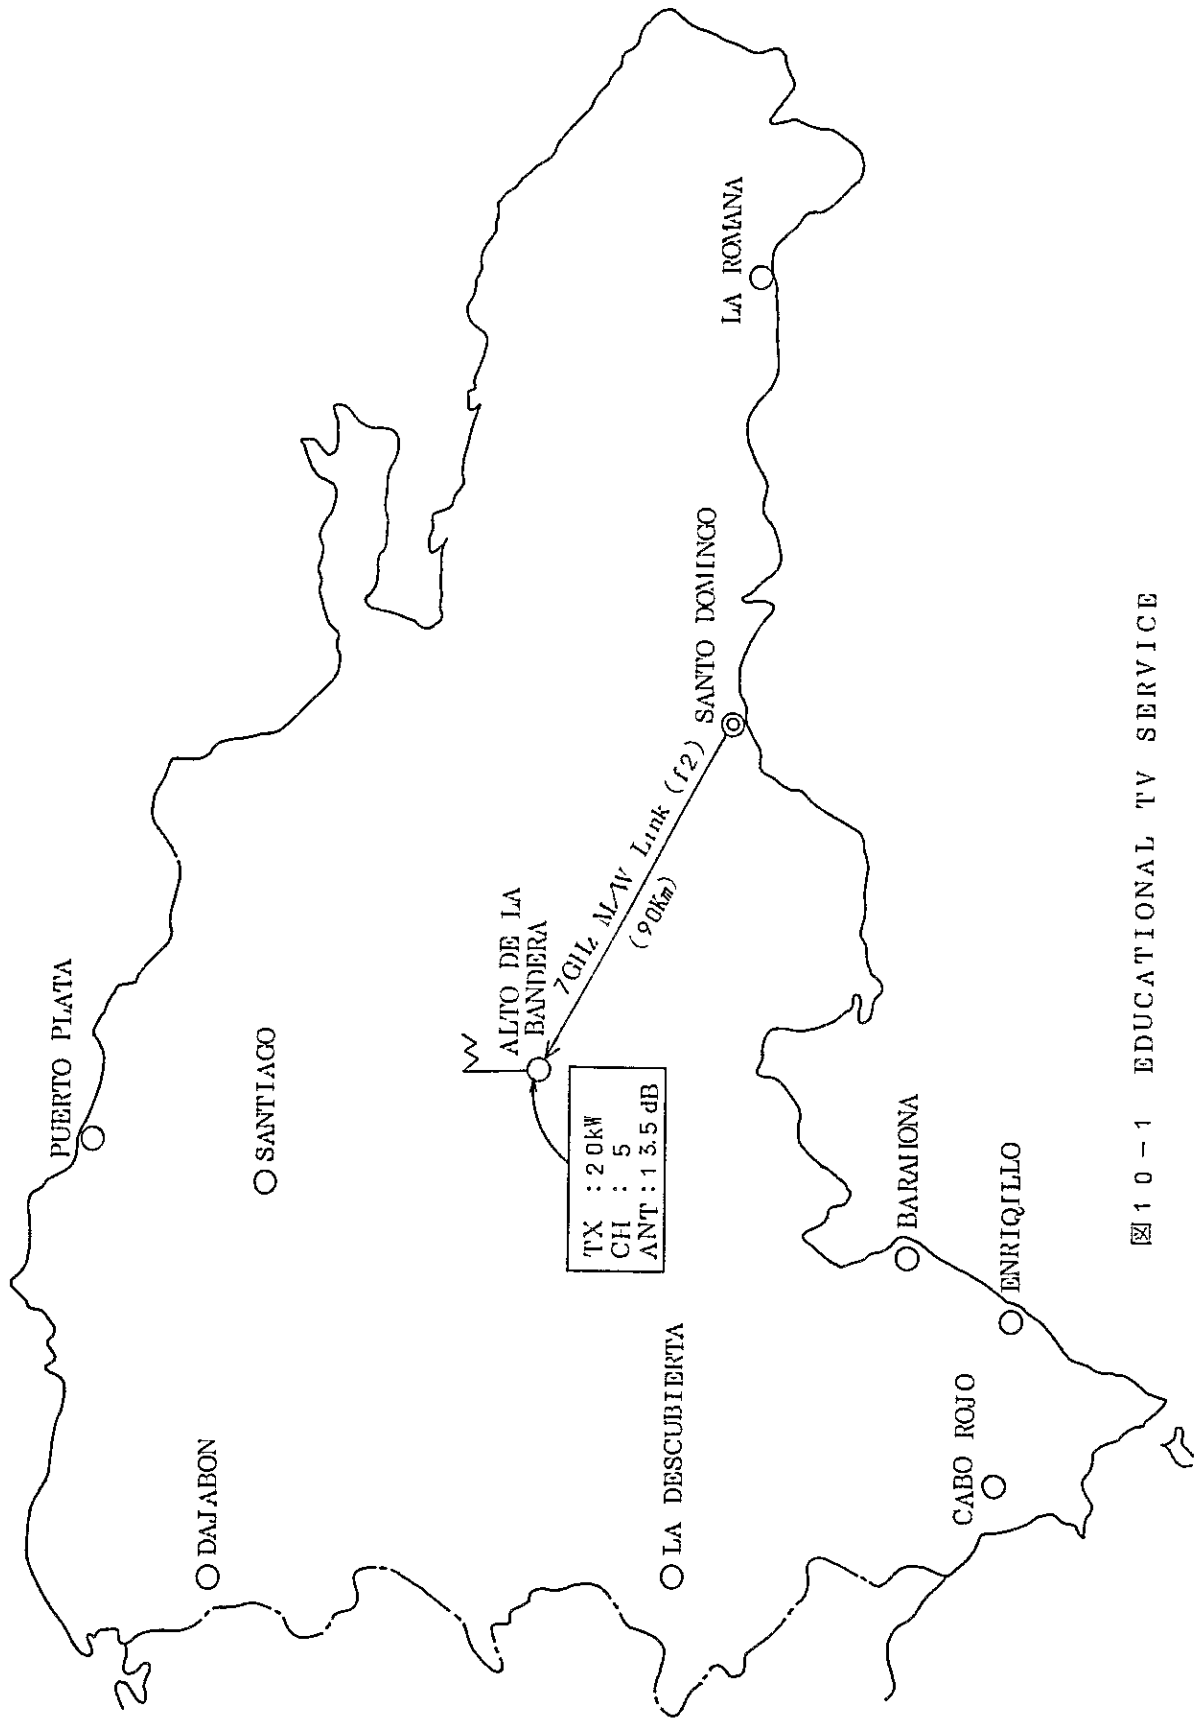 PUERTO PLATA
SANTIAGO
DAJABON
ALTO DE LA
BANDERA
7GHz M/W Link (f2)
(90Km)
TX : 20kW
CH : 5
ANT : 13.5 dB
SANTO DOMINGO
LA ROMANA
LA DESCUBIERTA
BARAHONA
ENRIQILLO
CABO ROJO
図10-1 EDUCATIONAL TV SERVICE